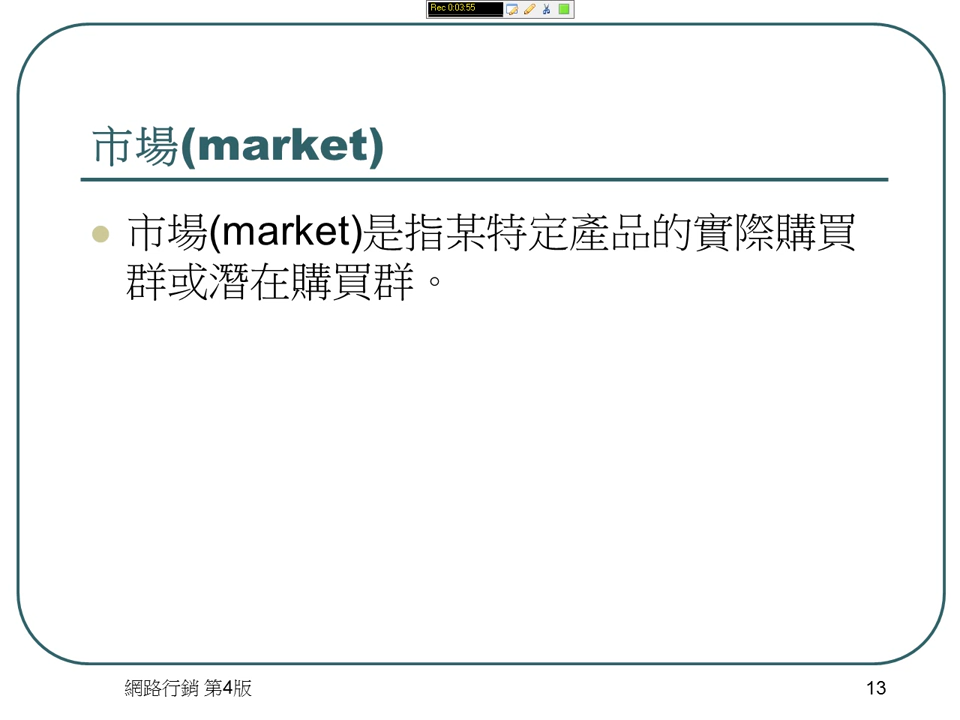 Rec 0:03:55
市場(market)
市場(market)是指某特定產品的實際購買
群或潛在購買群。
網路行銷 第4版
13